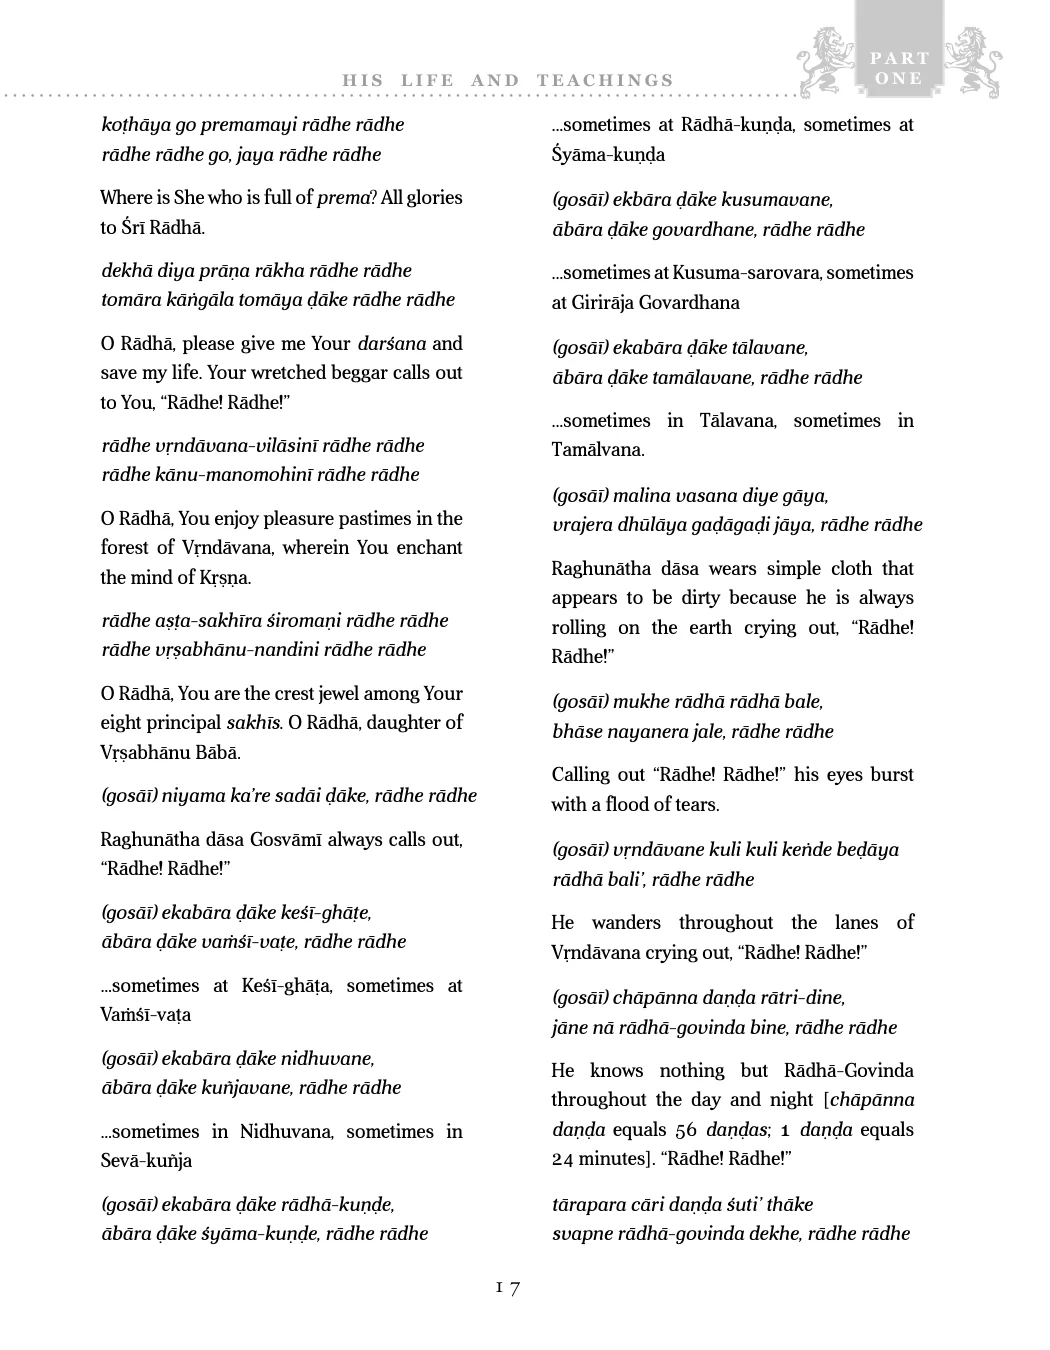 HIS LIFE AND TEACHINGS
PART
ONE
koṭhāya go premamayi rādhe rādhe
rādhe rādhe go, jaya rādhe rādhe
Where is She who is full of prema? All glories
to Śrī Rādhā.
dekhā diya prāṇa rākha rādhe rādhe
tomāra kāṅgāla tomāya ḍāke rādhe rādhe
O Rādhā, please give me Your darśana and
save my life. Your wretched beggar calls out
to You, “Rādhe! Rādhe!”
rādhe vṛndāvana-vilāsinī rādhe rādhe
rādhe kānu-manomohinī rādhe rādhe
O Rādhā, You enjoy pleasure pastimes in the
forest of Vṛndāvana, wherein You enchant
the mind of Kṛṣṇa.
rādhe aṣṭa-sakhīra śiromaṇi rādhe rādhe
rādhe vṛṣabhānu-nandini rādhe rādhe
O Rādhā, You are the crest jewel among Your
eight principal sakhīs. O Rādhā, daughter of
Vṛṣabhānu Bābā.
(gosāī) niyama ka’re sadāi ḍāke, rādhe rādhe
Raghunātha dāsa Gosvāmī always calls out,
“Rādhe! Rādhe!”
(gosāī) ekabāra ḍāke keśī-ghāṭe,
ābāra ḍāke vaṁśī-vaṭe, rādhe rādhe
...sometimes at Keśī-ghāṭa, sometimes at
Vaṁśī-vaṭa
(gosāī) ekabāra ḍāke nidhuvane,
ābāra ḍāke kuñjavane, rādhe rādhe
...sometimes in Nidhuvana, sometimes in
Sevā-kuñja
(gosāī) ekabāra ḍāke rādhā-kuṇḍe,
ābāra ḍāke śyāma-kuṇḍe, rādhe rādhe
...sometimes at Rādhā-kuṇḍa, sometimes at
Śyāma-kuṇḍa
(gosāī) ekbāra ḍāke kusumavane,
ābāra ḍāke govardhane, rādhe rādhe
...sometimes at Kusuma-sarovara, sometimes
at Girirāja Govardhana
(gosāī) ekabāra ḍāke tālavane,
ābāra ḍāke tamālavane, rādhe rādhe
...sometimes in Tālavana, sometimes in
Tamālvana.
(gosāī) malina vasana diye gāya,
vrajera dhūlāya gaḍāgaḍi jāya, rādhe rādhe
Raghunātha dāsa wears simple cloth that
appears to be dirty because he is always
rolling on the earth crying out, “Rādhe!
Rādhe!”
(gosāī) mukhe rādhā rādhā bale,
bhāse nayanera jale, rādhe rādhe
Calling out “Rādhe! Rādhe!” his eyes burst
with a flood of tears.
(gosāī) vṛndāvane kuli kuli keṅde beḍāya
rādhā bali’, rādhe rādhe
He wanders throughout the lanes of
Vṛndāvana crying out, “Rādhe! Rādhe!”
(gosāī) chāpānna daṇḍa rātri-dine,
jāne nā rādhā-govinda bine, rādhe rādhe
He knows nothing but Rādhā-Govinda
throughout the day and night [chāpānna
daṇḍa equals 56 daṇḍas; 1 daṇḍa equals
24 minutes]. “Rādhe! Rādhe!”
tārapara cāri daṇḍa śuti’ thāke
svapne rādhā-govinda dekhe, rādhe rādhe
17